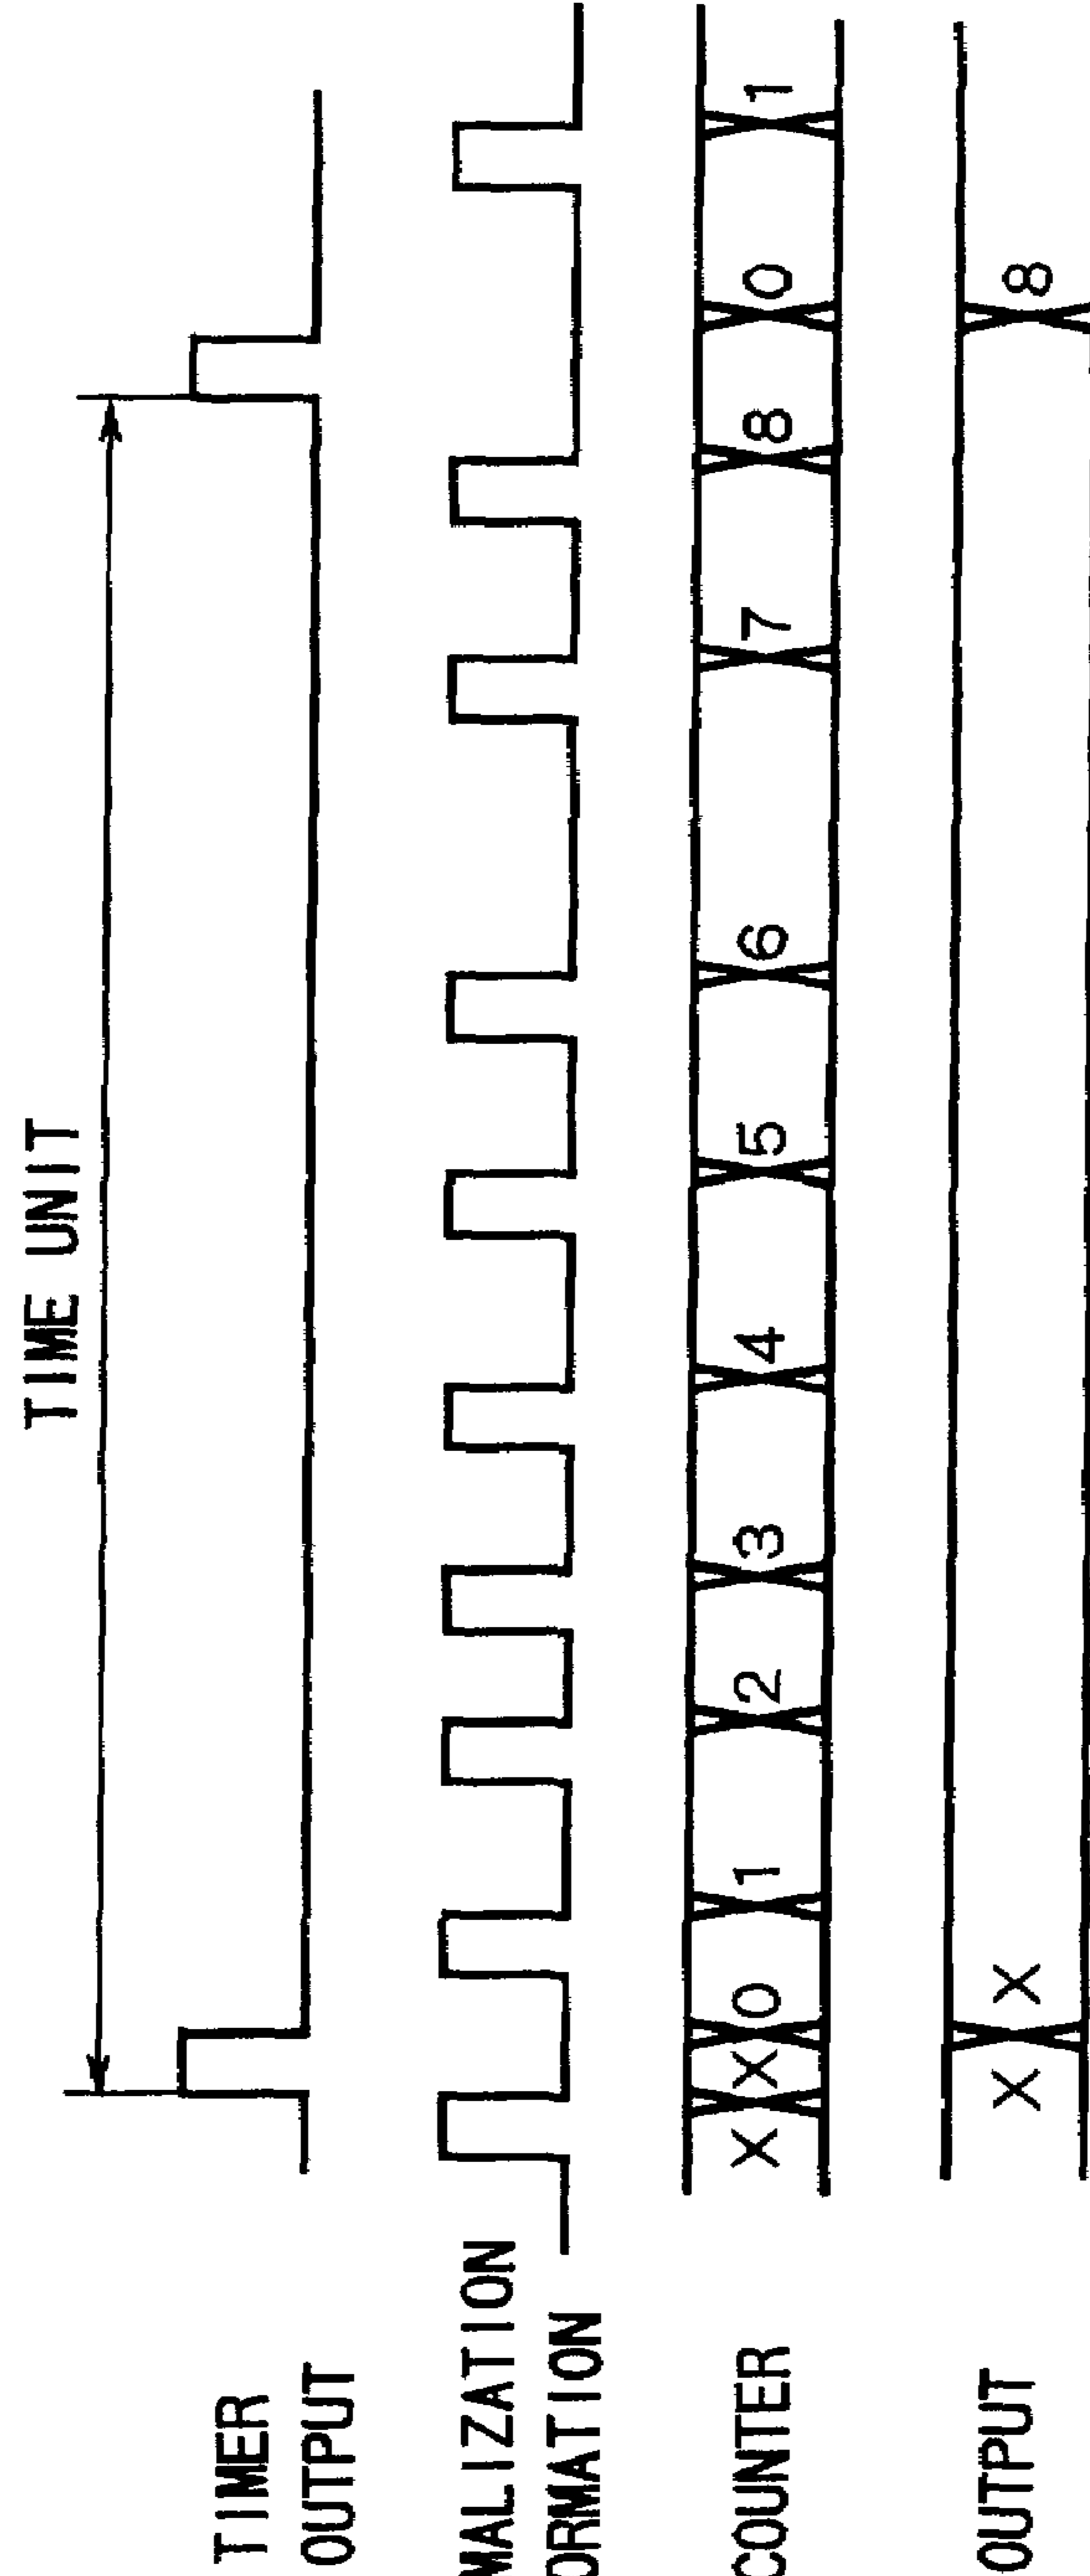 TIME UNIT
TIMER
OUTPUT
MALIZATION
ORMATION
COUNTER
X X 0 1 2 3 4 5 6 7 8 0 1
OUTPUT
X X 8